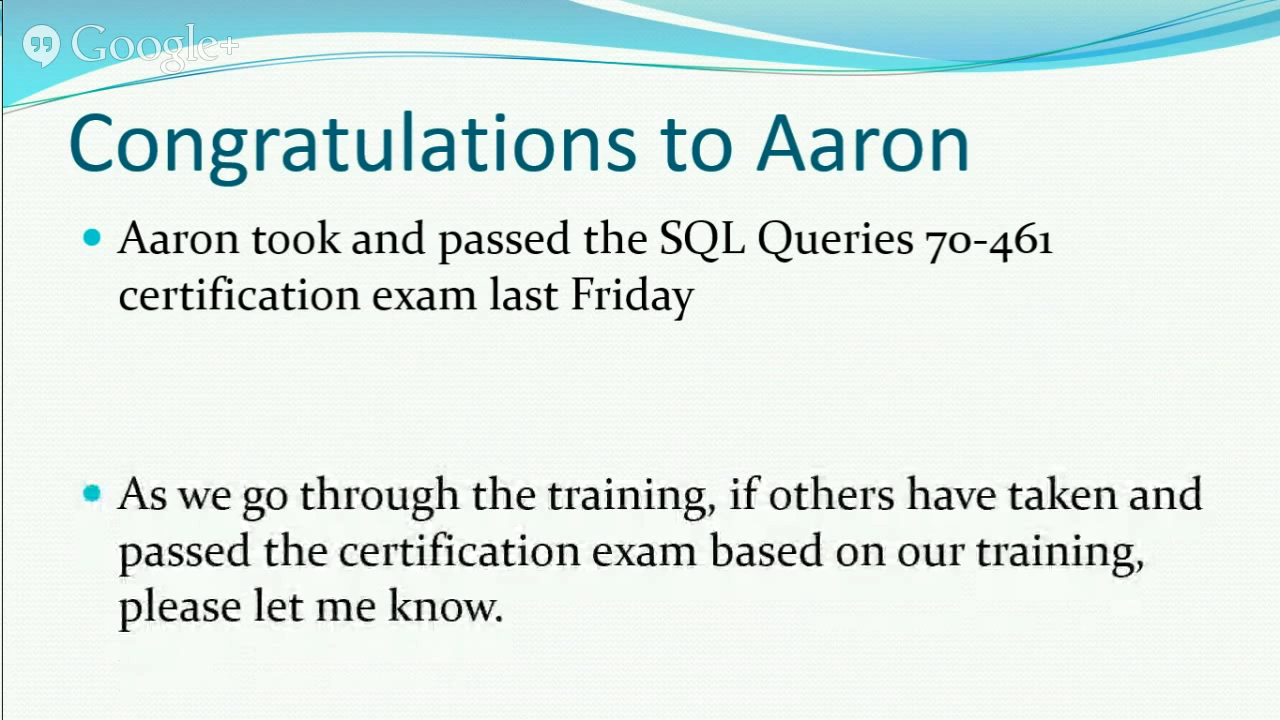 Google+
Congratulations to Aaron
• Aaron took and passed the SQL Queries 70-461
certification exam last Friday
• As we go through the training, if others have taken and
passed the certification exam based on our training,
please let me know.